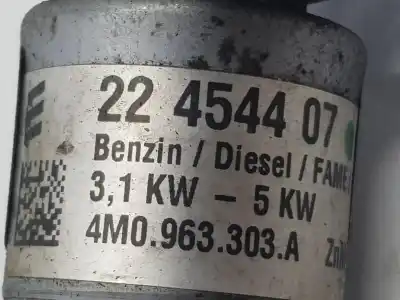 22 4544 07
Benzin / Diesel / FAME
3,1 KW – 5 KW
4M0.963.303.A